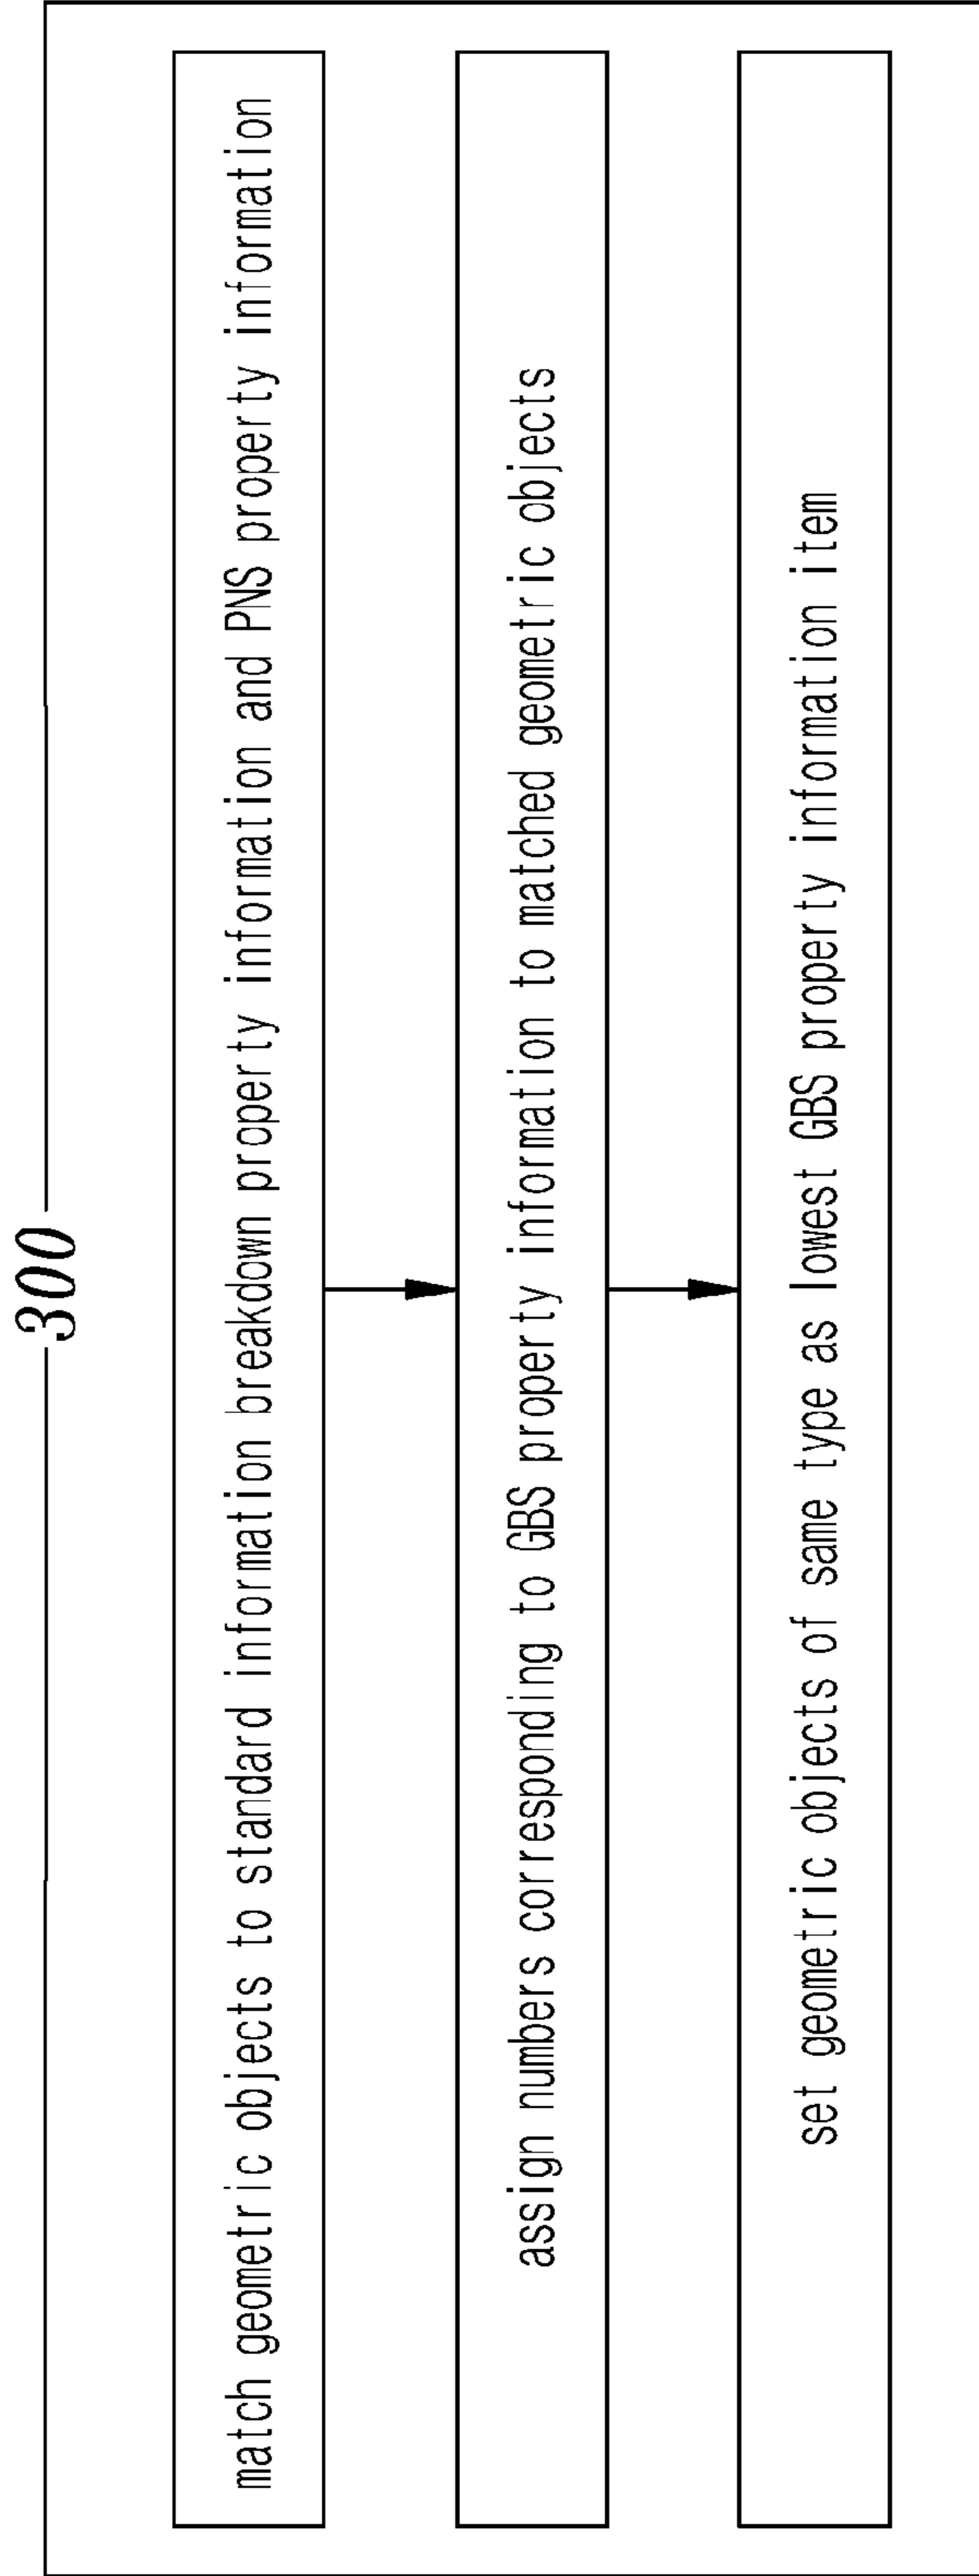 300
match geometric objects to standard information breakdown property information and PNS property information
assign numbers corresponding to GBS property information to matched geometric objects
set geometric objects of same type as lowest GBS property information item